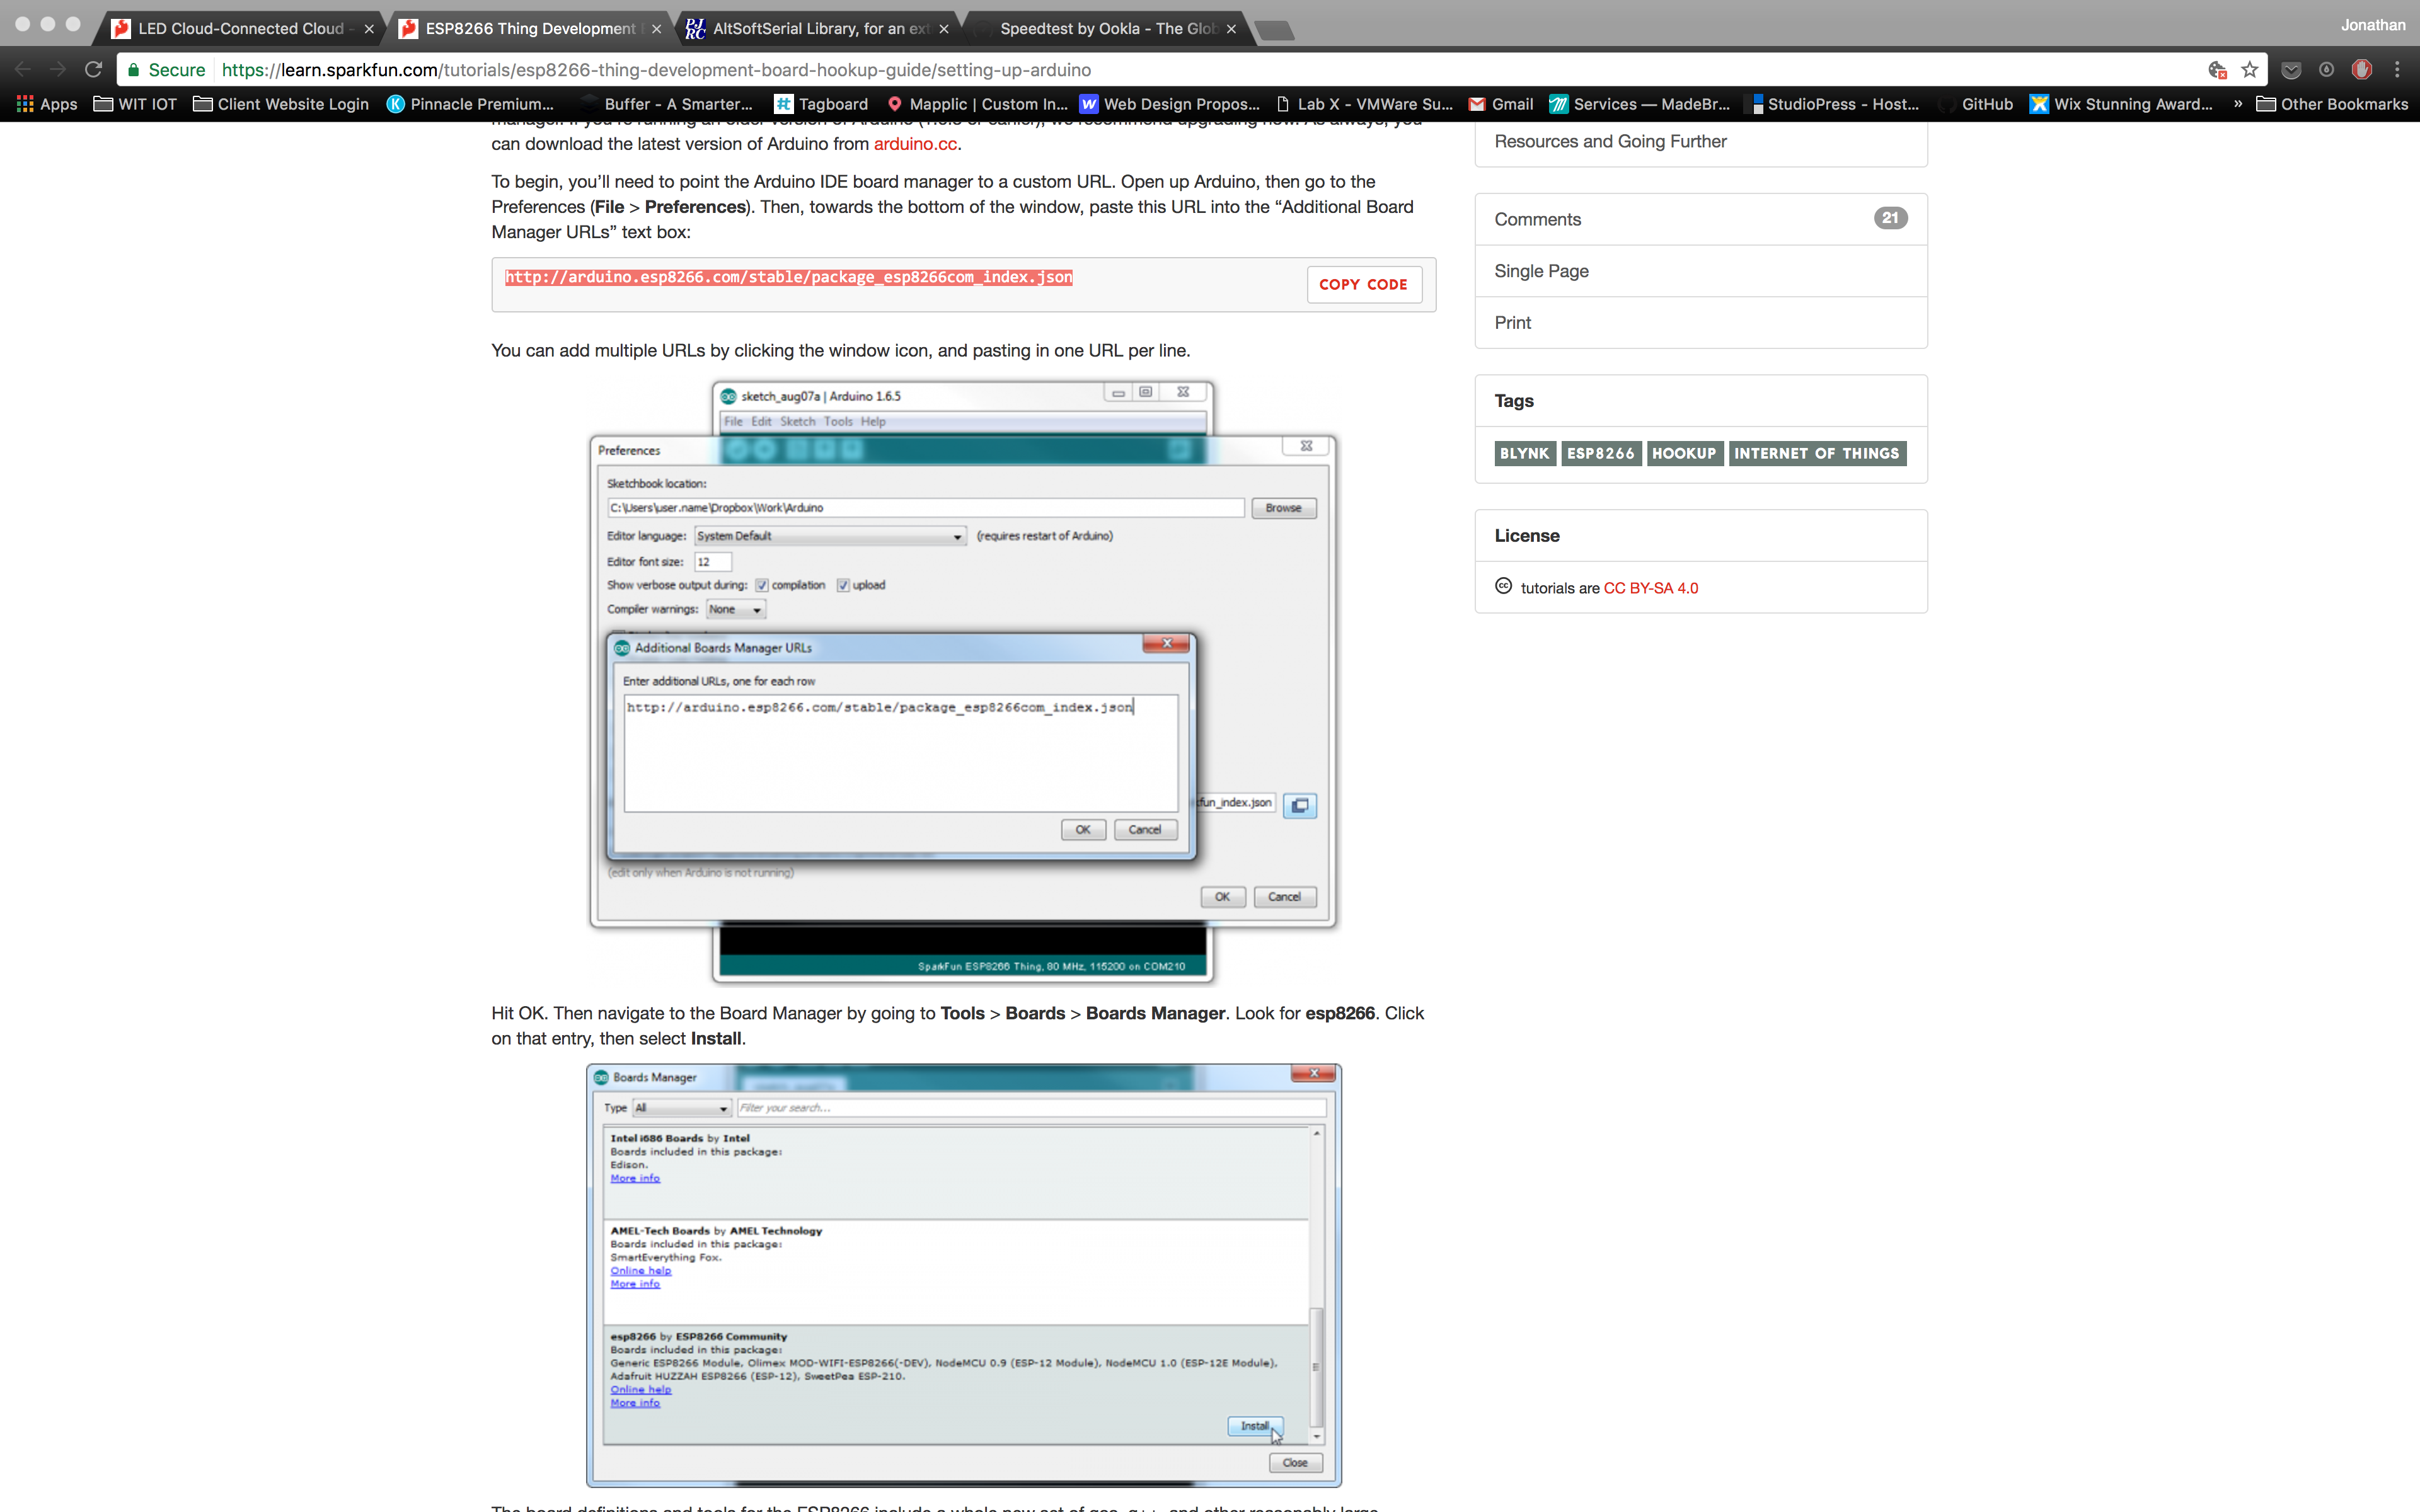 LED Cloud-Connected Cloud -
ESP8266 Thing Development
AltSoftSerial Library, for an ext
Speedtest by Ookla - The Glob
Jonathan
Secure https://learn.sparkfun.com/tutorials/esp8266-thing-development-board-hookup-guide/setting-up-arduino
Apps WIT IOT Client Website Login Pinnacle Premium... Buffer - A Smarter... Tagboard Mapplic | Custom In... Web Design Propos... Lab X - VMWare Su... Gmail Services — MadeBr... StudioPress - Host... GitHub Wix Stunning Award... » Other Bookmarks
can download the latest version of Arduino from arduino.cc.
To begin, you’ll need to point the Arduino IDE board manager to a custom URL. Open up Arduino, then go to the
Preferences (File > Preferences). Then, towards the bottom of the window, paste this URL into the “Additional Board
Manager URLs” text box:
http://arduino.esp8266.com/stable/package_esp8266com_index.json
COPY CODE
You can add multiple URLs by clicking the window icon, and pasting in one URL per line.
sketch_aug07a | Arduino 1.6.5
File Edit Sketch Tools Help
Preferences
Sketchbook location:
C:\Users\user.name\Dropbox\Work\Arduino
Browse
Editor language: System Default (requires restart of Arduino)
Editor font size: 12
Show verbose output during: compilation upload
Compiler warnings: None
Additional Boards Manager URLs
Enter additional URLs, one for each row
http://arduino.esp8266.com/stable/package_esp8266com_index.json
kfun_index.json
OK Cancel
(edit only when Arduino is not running)
OK Cancel
SparkFun ESP8266 Thing, 80 MHz, 115200 on COM210
Hit OK. Then navigate to the Board Manager by going to Tools > Boards > Boards Manager. Look for esp8266. Click
on that entry, then select Install.
Boards Manager
Type All Filter your search...
Intel i686 Boards by Intel
Boards included in this package:
Edison.
More info
AMEL-Tech Boards by AMEL Technology
Boards included in this package:
SmartEverything Fox.
Online help
More info
esp8266 by ESP8266 Community
Boards included in this package:
Generic ESP8266 Module, Olimex MOD-WIFI-ESP8266(-DEV), NodeMCU 0.9 (ESP-12 Module), NodeMCU 1.0 (ESP-12E Module),
Adafruit HUZZAH ESP8266 (ESP-12), SweetPea ESP-210.
Online help
More info
Install
Close
Resources and Going Further
Comments 21
Single Page
Print
Tags
BLYNK ESP8266 HOOKUP INTERNET OF THINGS
License
cc tutorials are CC BY-SA 4.0